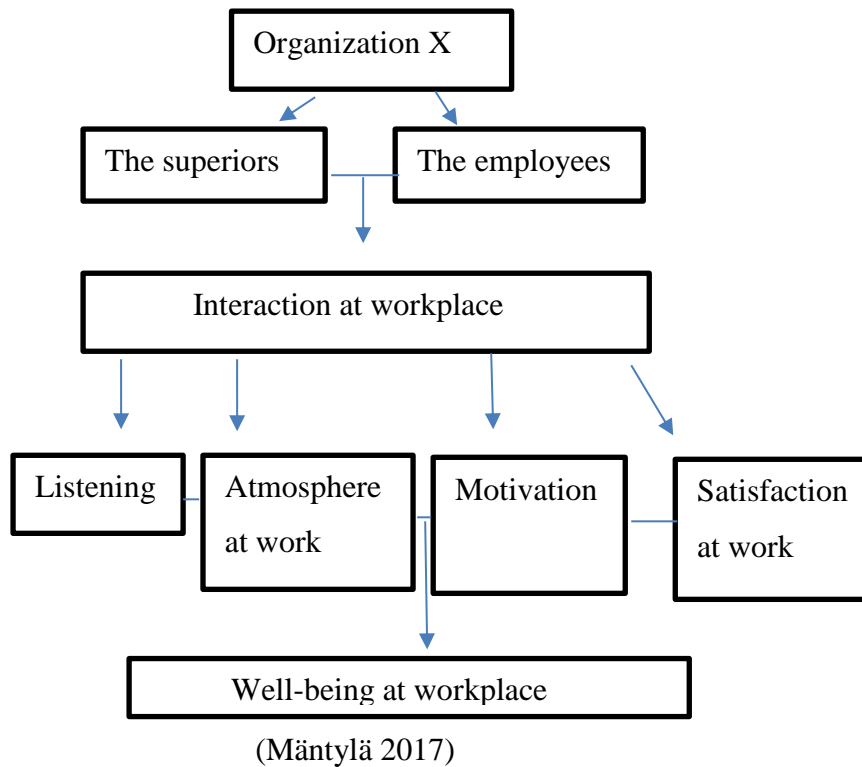 Organization X
The superiors
The employees
Interaction at workplace
Listening
Atmosphere
at work
Motivation
Satisfaction
at work
Well-being at workplace
(Mäntylä 2017)